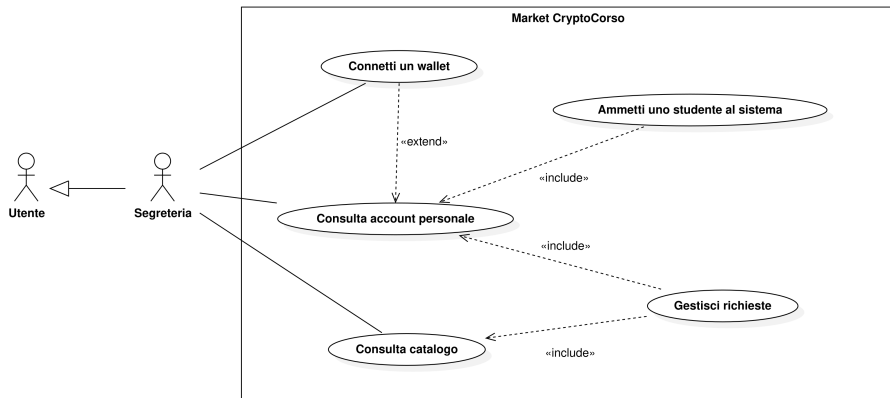 Market CryptoCorso
Connetti un wallet
Ammetti uno studente al sistema
«extend»
«include»
Utente
Segreteria
Consulta account personale
«include»
Gestisci richieste
Consulta catalogo
«include»